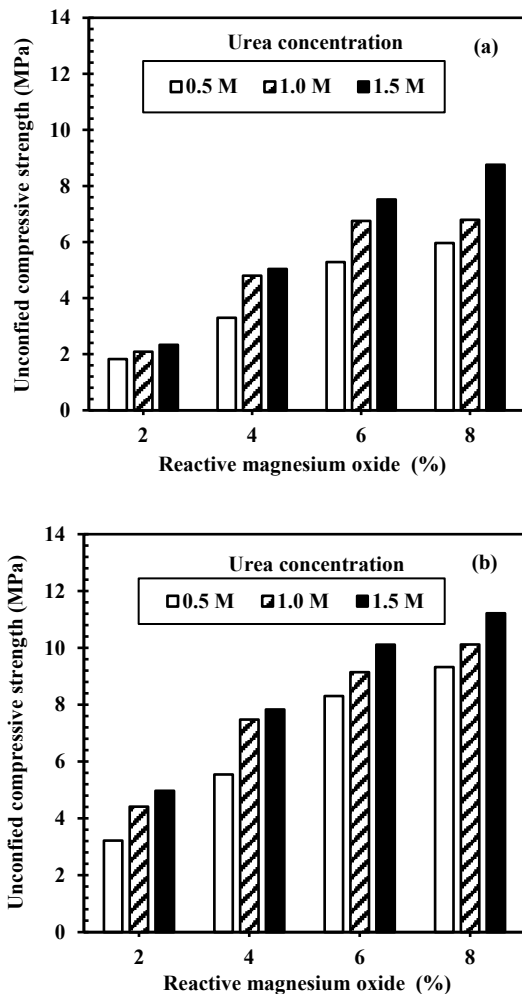 14
Urea concentration (a)
12
0.5 M 1.0 M 1.5 M
10
8
6
4
2
0
2 4 6 8
Unconfied compressive strength (MPa)
Reactive magnesium oxide (%)
14
Urea concentration (b)
12
0.5 M 1.0 M 1.5 M
10
8
6
4
2
0
2 4 6 8
Unconfied compressive strength (MPa)
Reactive magnesium oxide (%)